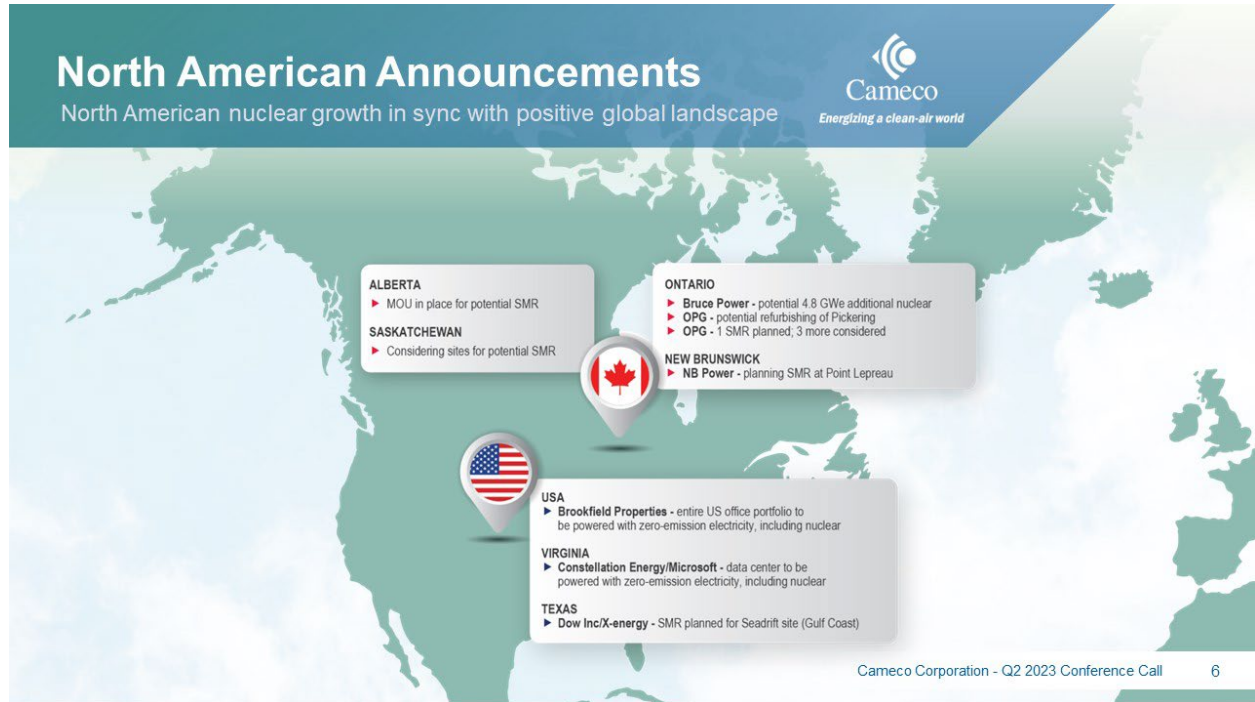 North American Announcements
North American nuclear growth in sync with positive global landscape
Cameco
Energizing a clean-air world
ALBERTA
MOU in place for potential SMR
SASKATCHEWAN
Considering sites for potential SMR
ONTARIO
Bruce Power - potential 4.8 GWe additional nuclear
OPG - potential refurbishing of Pickering
OPG - 1 SMR planned; 3 more considered
NEW BRUNSWICK
NB Power - planning SMR at Point Lepreau
USA
Brookfield Properties - entire US office portfolio to
be powered with zero-emission electricity, including nuclear
VIRGINIA
Constellation Energy/Microsoft - data center to be
powered with zero-emission electricity, including nuclear
TEXAS
Dow Inc/X-energy - SMR planned for Seadrift site (Gulf Coast)
Cameco Corporation - Q2 2023 Conference Call 6